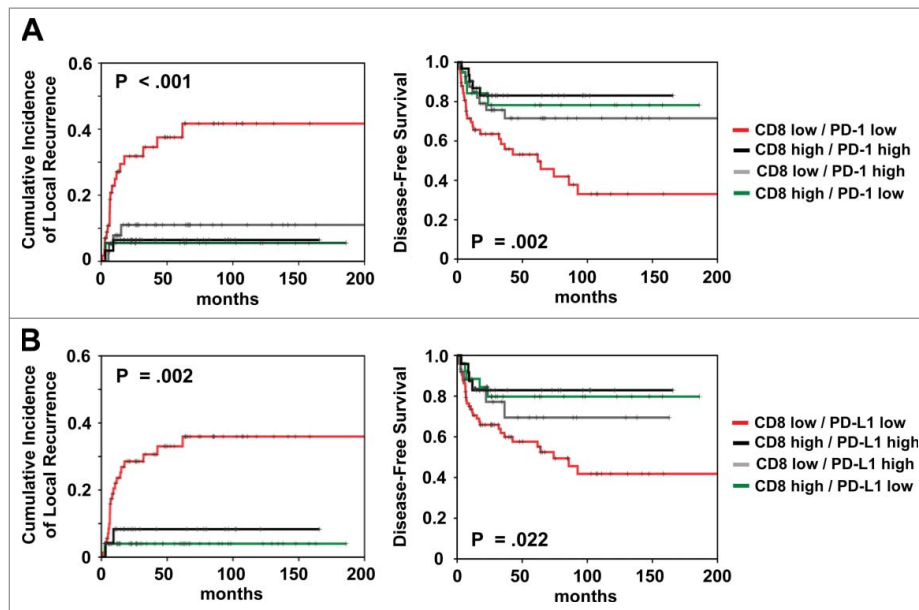 A
Cumulative Incidence
of Local Recurrence
0.6
0.4
0.2
0
P < .001
0 50 100 150 200
months
Disease-Free Survival
1.0
0.8
0.6
0.4
0.2
0
P = .002
0 50 100 150 200
months
CD8 low / PD-1 low
CD8 high / PD-1 high
CD8 low / PD-1 high
CD8 high / PD-1 low
B
Cumulative Incidence
of Local Recurrence
0.6
0.4
0.2
0
P = .002
0 50 100 150 200
months
Disease-Free Survival
1.0
0.8
0.6
0.4
0.2
0
P = .022
0 50 100 150 200
months
CD8 low / PD-L1 low
CD8 high / PD-L1 high
CD8 low / PD-L1 high
CD8 high / PD-L1 low